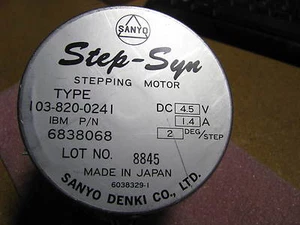 SANYO
Step-Syn
STEPPING MOTOR
TYPE
103-820-0241
DC 4.5 V
IBM P/N
1.4 A
6838068
2 DEG/STEP
LOT NO. 8845
MADE IN JAPAN
6038329-1
SANYO DENKI CO., LTD.